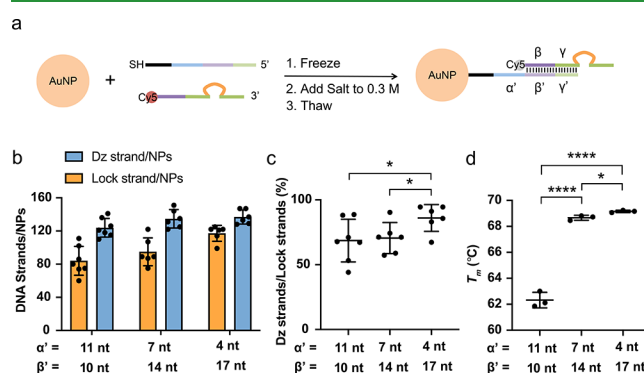 a
AuNP
+
SH
5'
Cy5
3'
1. Freeze
2. Add Salt to 0.3 M
3. Thaw
AuNP
Cy5
β
γ
α'
β'
γ'
b
Dz strand/NPs
Lock strand/NPs
DNA Strands/NPs
160
120
80
40
0
α' = 11 nt 7 nt 4 nt
β' = 10 nt 14 nt 17 nt
c
Dz strands/Lock strands (%)
100
50
0
*
*
11 nt 7 nt 4 nt
10 nt 14 nt 17 nt
d
Tm (°C)
70
68
66
64
62
60
****
****
*
α' = 11 nt 7 nt 4 nt
β' = 10 nt 14 nt 17 nt